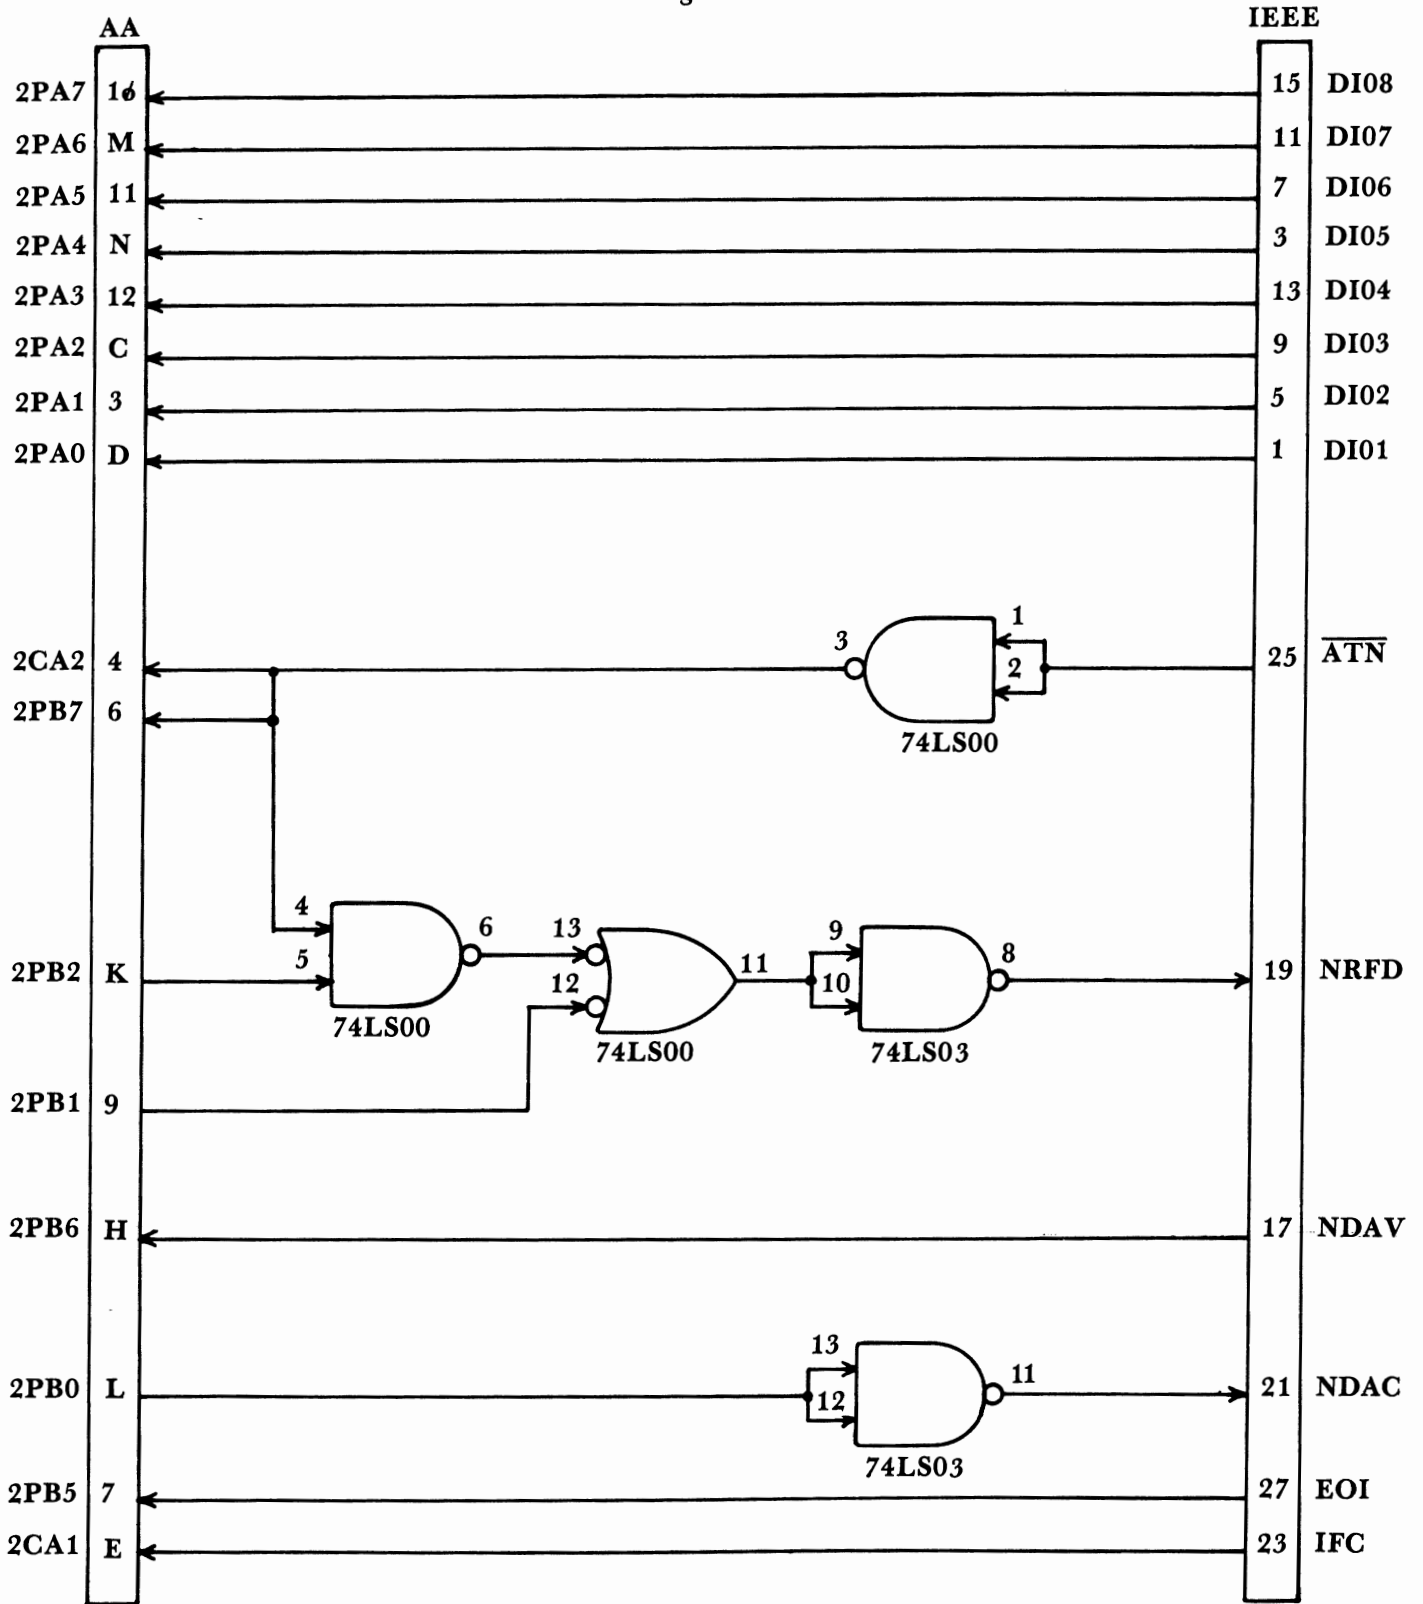 AA IEEE
2PA7 10 15 DI08
2PA6 M 11 DI07
2PA5 11 7 DI06
2PA4 N 3 DI05
2PA3 12 13 DI04
2PA2 C 9 DI03
2PA1 3 5 DI02
2PA0 D 1 DI01
1
3
2CA2 4 2 25 ATN
2PB7 6
74LS00
4
6 13 9 8
5 11
2PB2 K 12 10 19 NRFD
74LS00 74LS00 74LS03
2PB1 9
2PB6 H 17 NDAV
13
11
2PB0 L 12 21 NDAC
74LS03
2PB5 7 27 EOI
2CA1 E 23 IFC